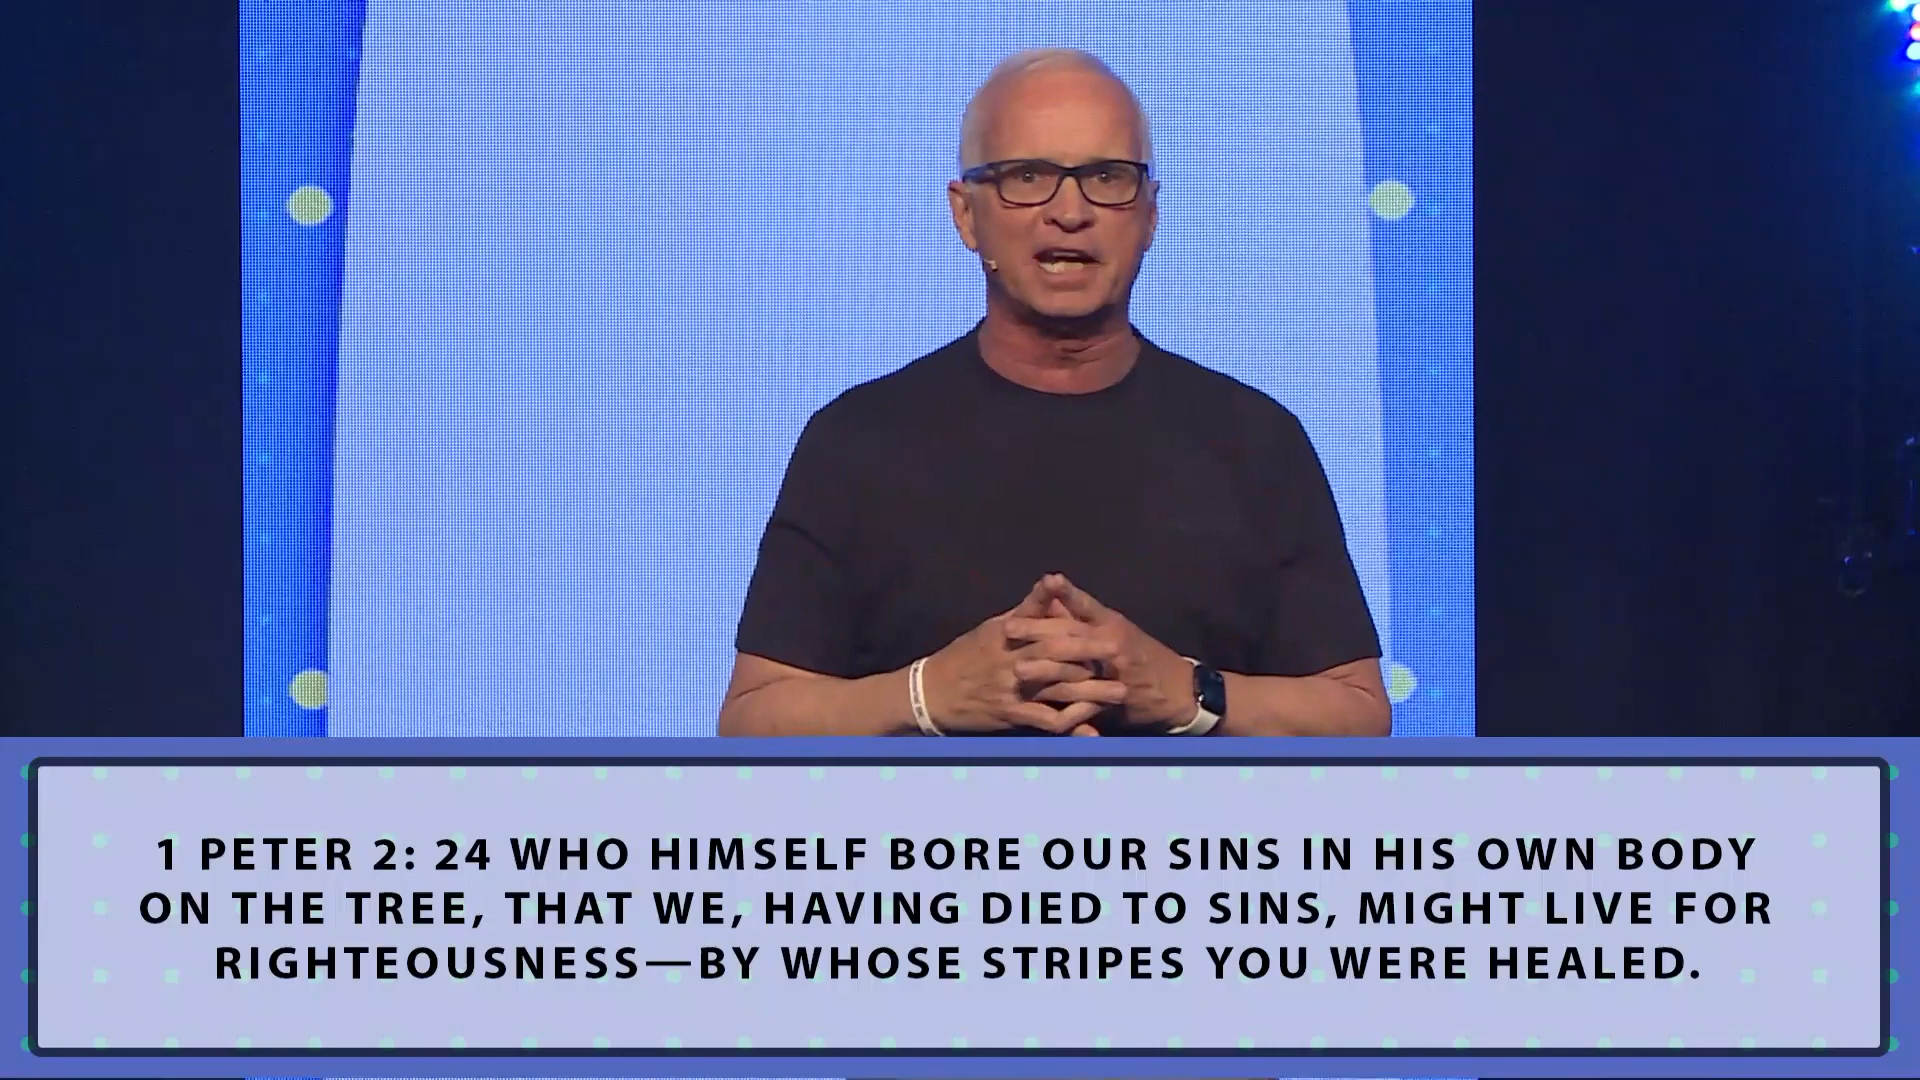 1 PETER 2: 24 WHO HIMSELF BORE OUR SINS IN HIS OWN BODY
ON THE TREE, THAT WE, HAVING DIED TO SINS, MIGHT LIVE FOR
RIGHTEOUSNESS—BY WHOSE STRIPES YOU WERE HEALED.